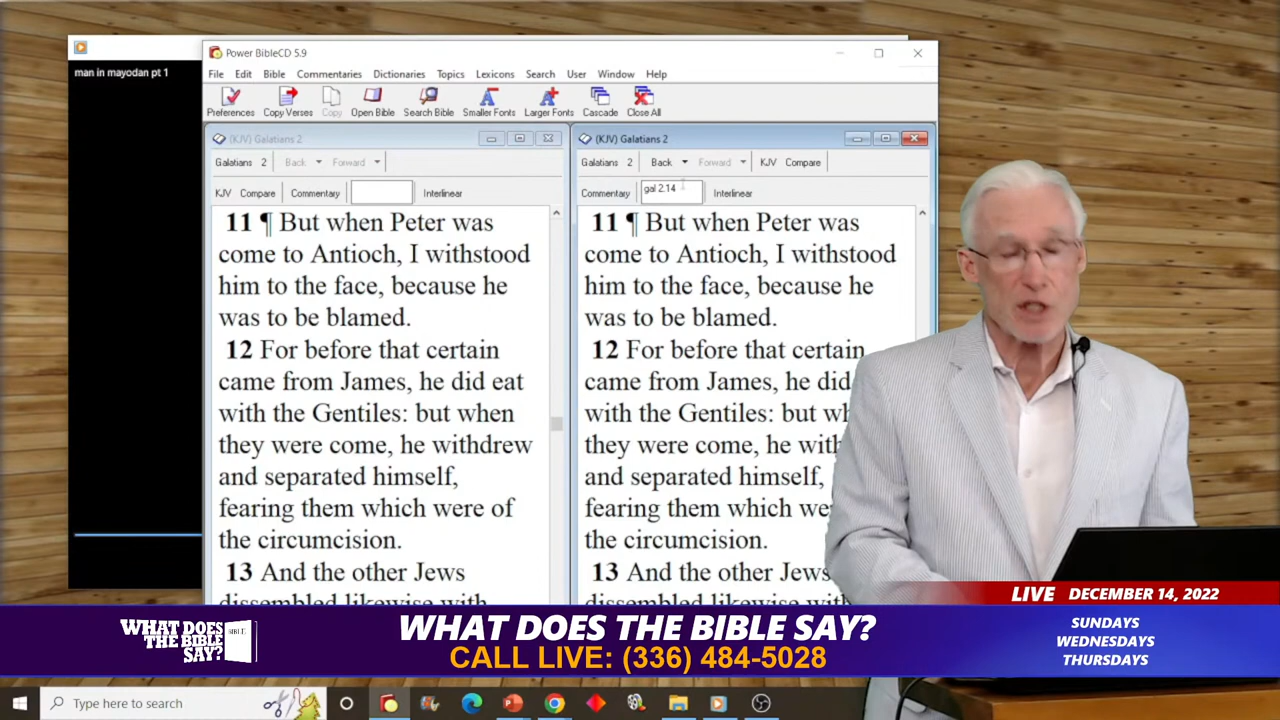 man in mayodan pt 1
Power BibleCD 5.9
File Edit Bible Commentaries Dictionaries Topics Lexicons Search User Window Help
Preferences Copy Verses Copy Open Bible Search Bible Smaller Fonts Larger Fonts Cascade Close All
(KJV) Galatians 2
Galatians 2 Back Forward
KJV Compare Commentary Interlinear
11 ¶ But when Peter was
come to Antioch, I withstood
him to the face, because he
was to be blamed.
12 For before that certain
came from James, he did eat
with the Gentiles: but when
they were come, he withdrew
and separated himself,
fearing them which were of
the circumcision.
13 And the other Jews
dissembled likewise with
(KJV) Galatians 2
Galatians 2 Back Forward KJV Compare
Commentary gal 2.14 Interlinear
11 ¶ But when Peter was
come to Antioch, I withstood
him to the face, because he
was to be blamed.
12 For before that certain
came from James, he did
with the Gentiles: but wh
they were come, he with
and separated himself,
fearing them which we
the circumcision.
13 And the other Jews
dissembled likewise with
LIVE DECEMBER 14, 2022
WHAT DOES
THE BIBLE
SAY?
BIBLE
WHAT DOES THE BIBLE SAY?
CALL LIVE: (336) 484-5028
SUNDAYS
WEDNESDAYS
THURSDAYS
Type here to search